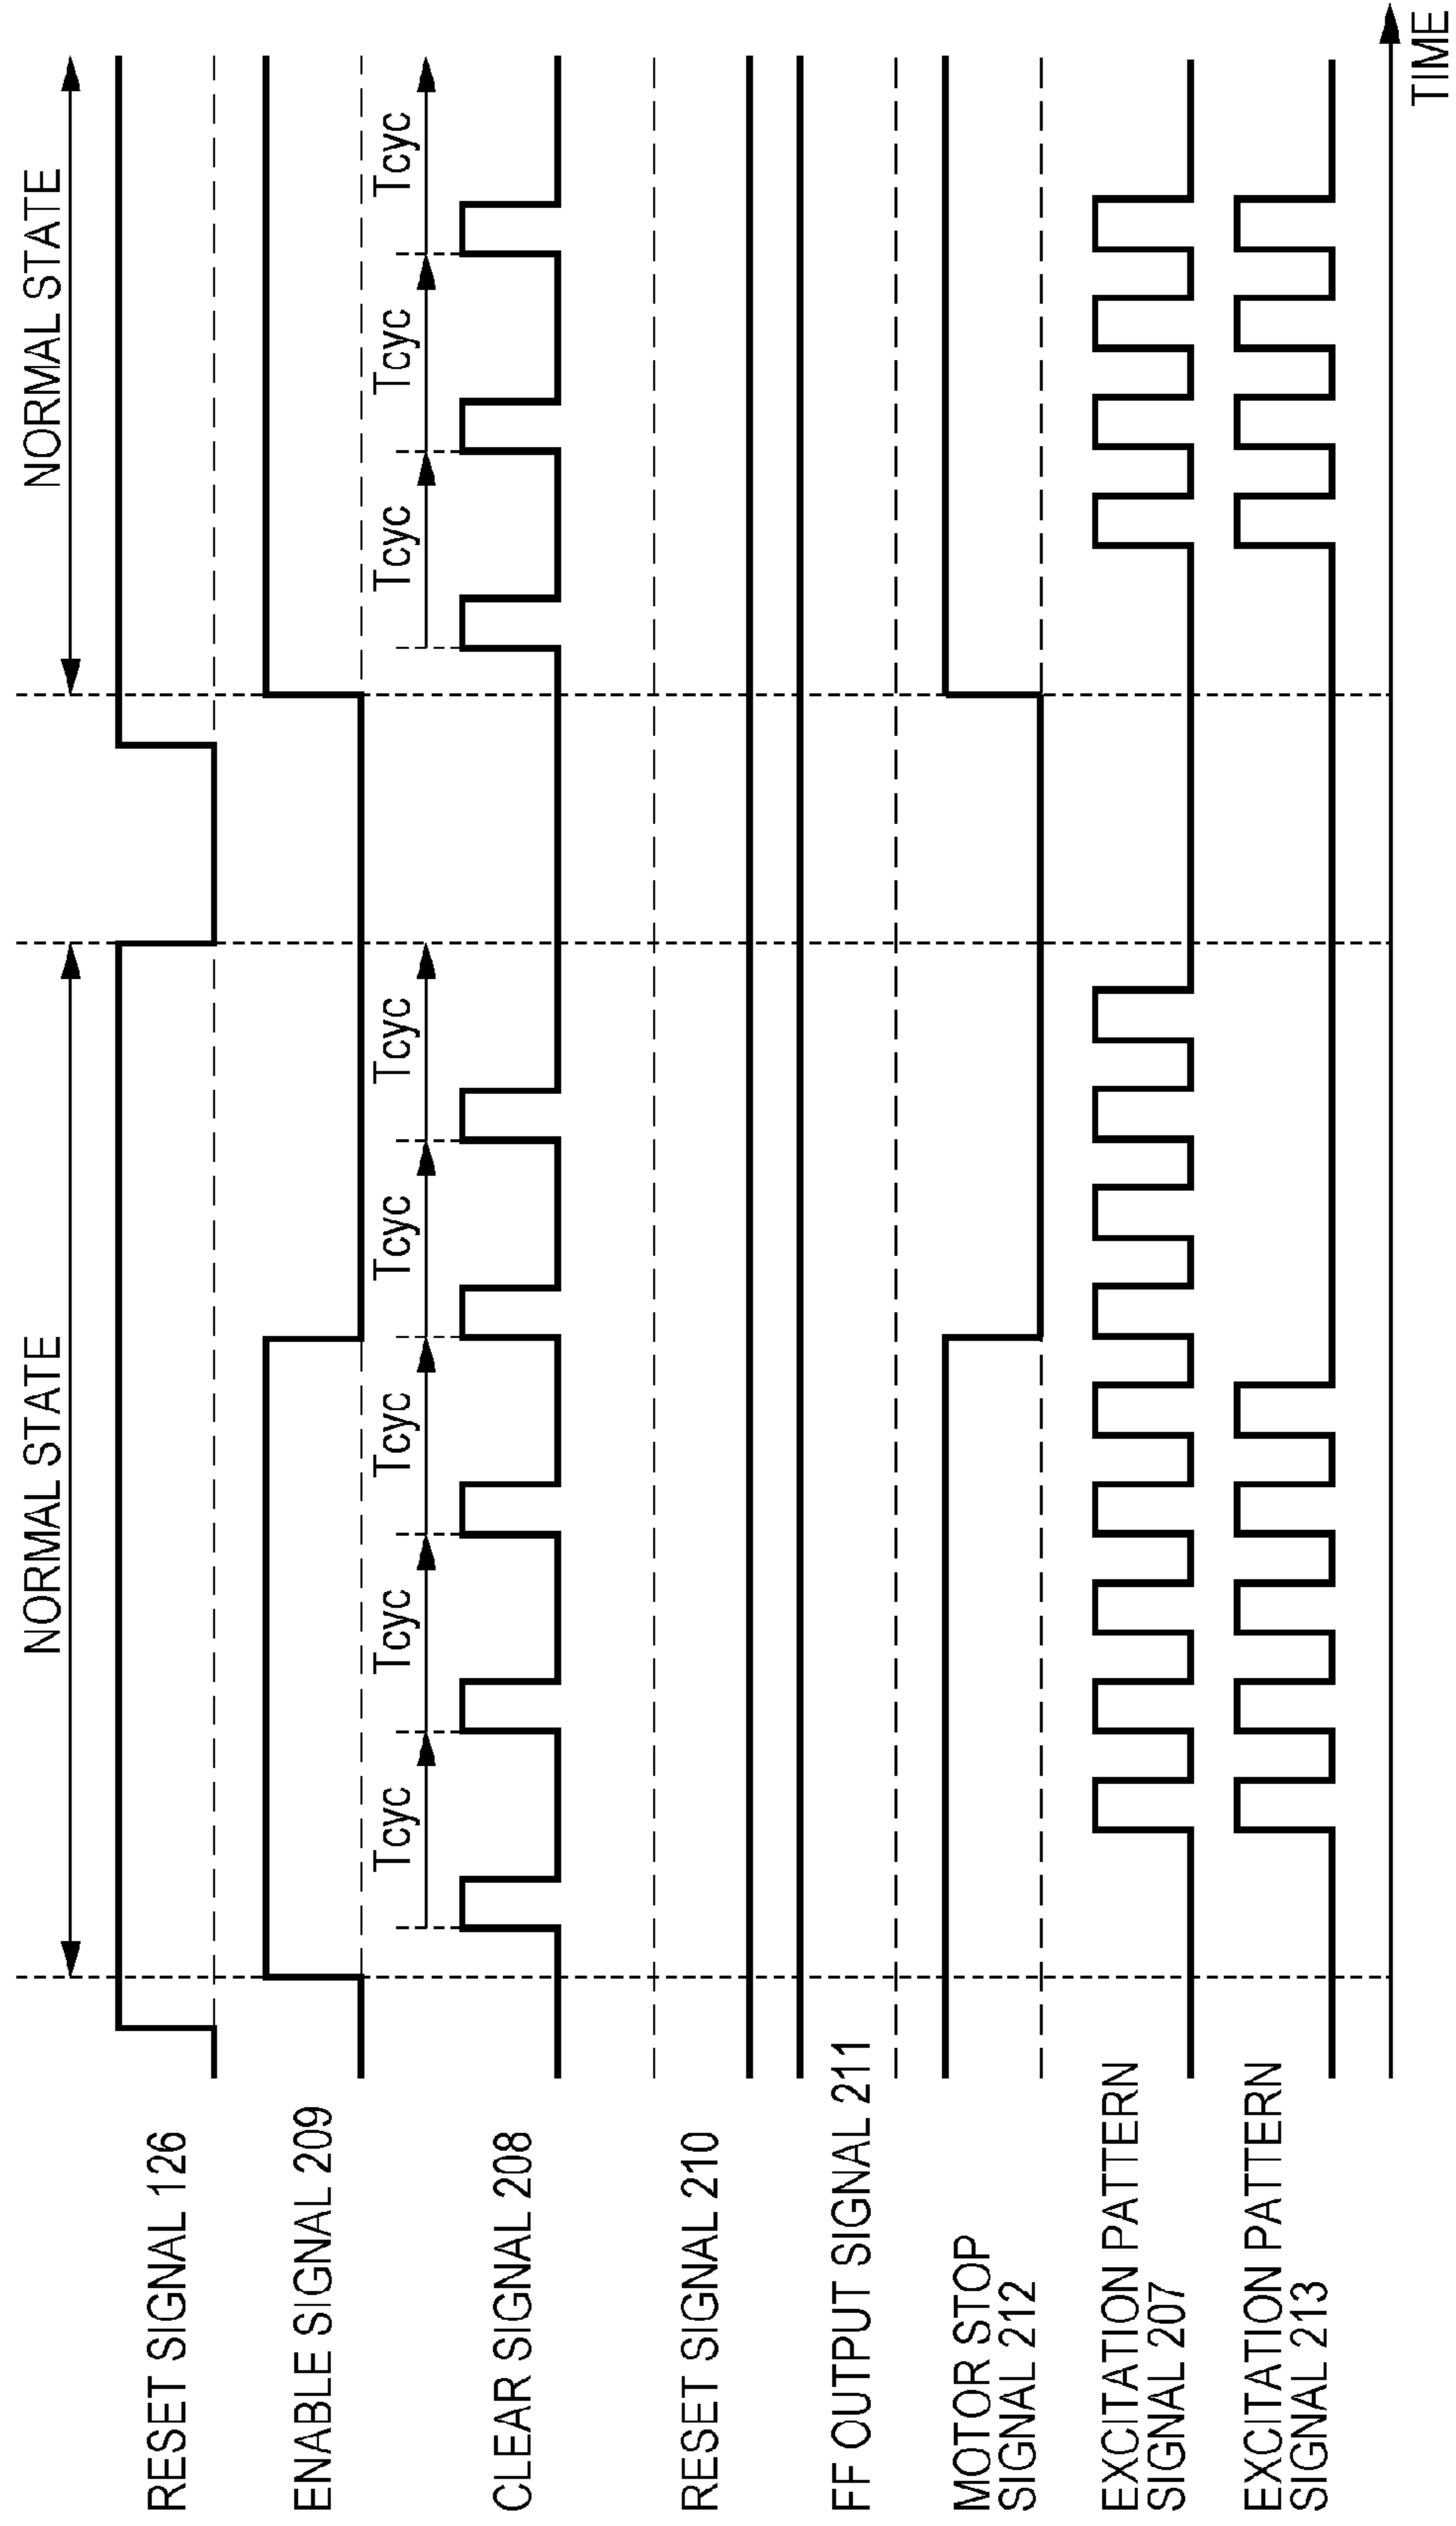 NORMAL STATE
NORMAL STATE
RESET SIGNAL 126
ENABLE SIGNAL 209
Tcyc
Tcyc
Tcyc
Tcyc
Tcyc
Tcyc
Tcyc
Tcyc
CLEAR SIGNAL 208
RESET SIGNAL 210
FF OUTPUT SIGNAL 211
MOTOR STOP
SIGNAL 212
EXCITATION PATTERN
SIGNAL 207
EXCITATION PATTERN
SIGNAL 213
TIME